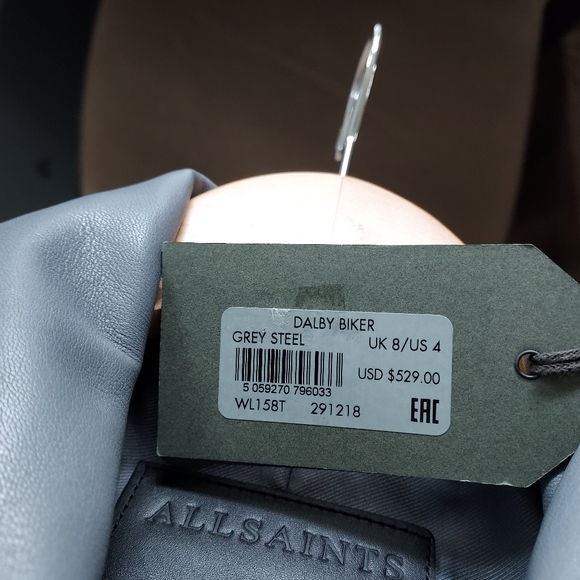 DALBY BIKER
GREY STEEL UK 8/US 4
USD $529.00
5 059270 796033
WL158T 291218 EAC
ALLSAINTS